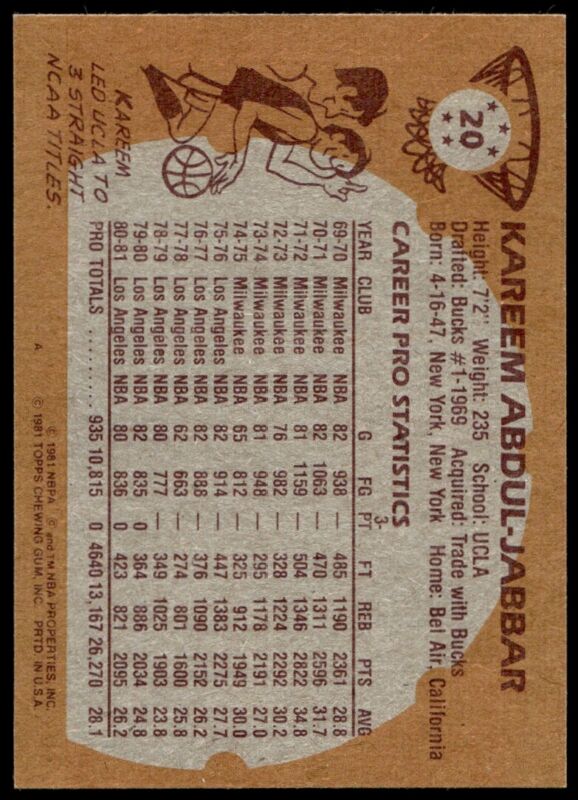 20
KAREEM ABDUL-JABBAR
Height: 7'2" Weight: 235 School: UCLA
Drafted: Bucks #1-1969 Acquired: Trade with Bucks
Born: 4-16-47, New York, New York Home: Bel Air, California
CAREER PRO STATISTICS
YEAR CLUB G FG 3-PT FT REB PTS AVG
69-70 Milwaukee NBA 82 938 — 485 1190 2361 28.8
70-71 Milwaukee NBA 82 1063 — 470 1311 2596 31.7
71-72 Milwaukee NBA 81 1159 — 504 1346 2822 34.8
72-73 Milwaukee NBA 76 982 — 328 1224 2292 30.2
73-74 Milwaukee NBA 81 948 — 295 1178 2191 27.0
74-75 Milwaukee NBA 65 812 — 325 912 1949 30.0
75-76 Los Angeles NBA 82 914 — 447 1383 2275 27.7
76-77 Los Angeles NBA 82 888 — 376 1090 2152 26.2
77-78 Los Angeles NBA 62 663 — 274 801 1600 25.8
78-79 Los Angeles NBA 80 777 — 349 1025 1903 23.8
79-80 Los Angeles NBA 82 835 0 364 886 2034 24.8
80-81 Los Angeles NBA 80 836 0 423 821 2095 26.2
PRO TOTALS ......... 935 10,815 0 4640 13,167 26,270 28.1
KAREEM
LED UCLA TO
3 STRAIGHT
NCAA TITLES.
A
© 1981 NBPA © and TM NBA PROPERTIES, INC.
© 1981 TOPPS CHEWING GUM, INC. PRTD. IN U.S.A.